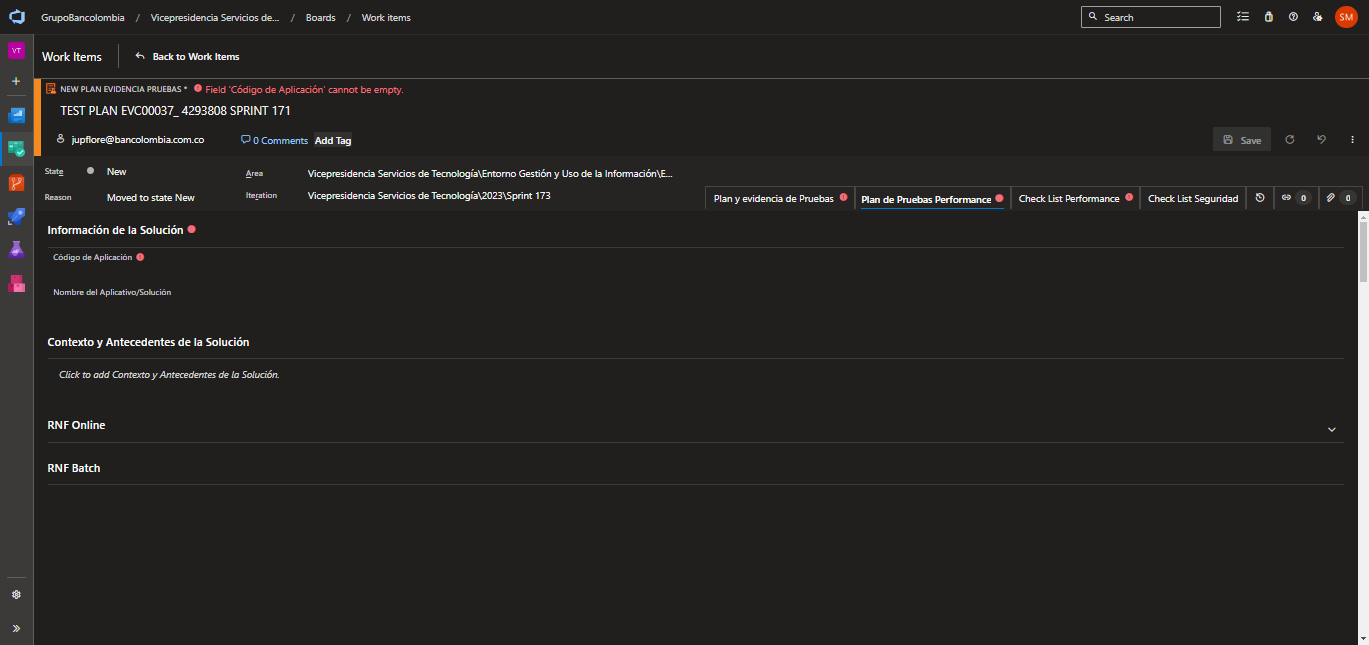 GrupoBancolombia / Vicepresidencia Servicios de... / Boards / Work items
Search
SM
VT
Work Items
Back to Work Items
NEW PLAN EVIDENCIA PRUEBAS * Field 'Código de Aplicación' cannot be empty.
TEST PLAN EVC00037_ 4293808 SPRINT 171
jupflore@bancolombia.com.co
0 Comments
Add Tag
Save
State
New
Area
Vicepresidencia Servicios de Tecnología\Entorno Gestión y Uso de la Información\E...
Reason
Moved to state New
Iteration
Vicepresidencia Servicios de Tecnología\2023\Sprint 173
Plan y evidencia de Pruebas
Plan de Pruebas Performance
Check List Performance
Check List Seguridad
0
0
Información de la Solución
Código de Aplicación
Nombre del Aplicativo/Solución
Contexto y Antecedentes de la Solución
Click to add Contexto y Antecedentes de la Solución.
RNF Online
RNF Batch